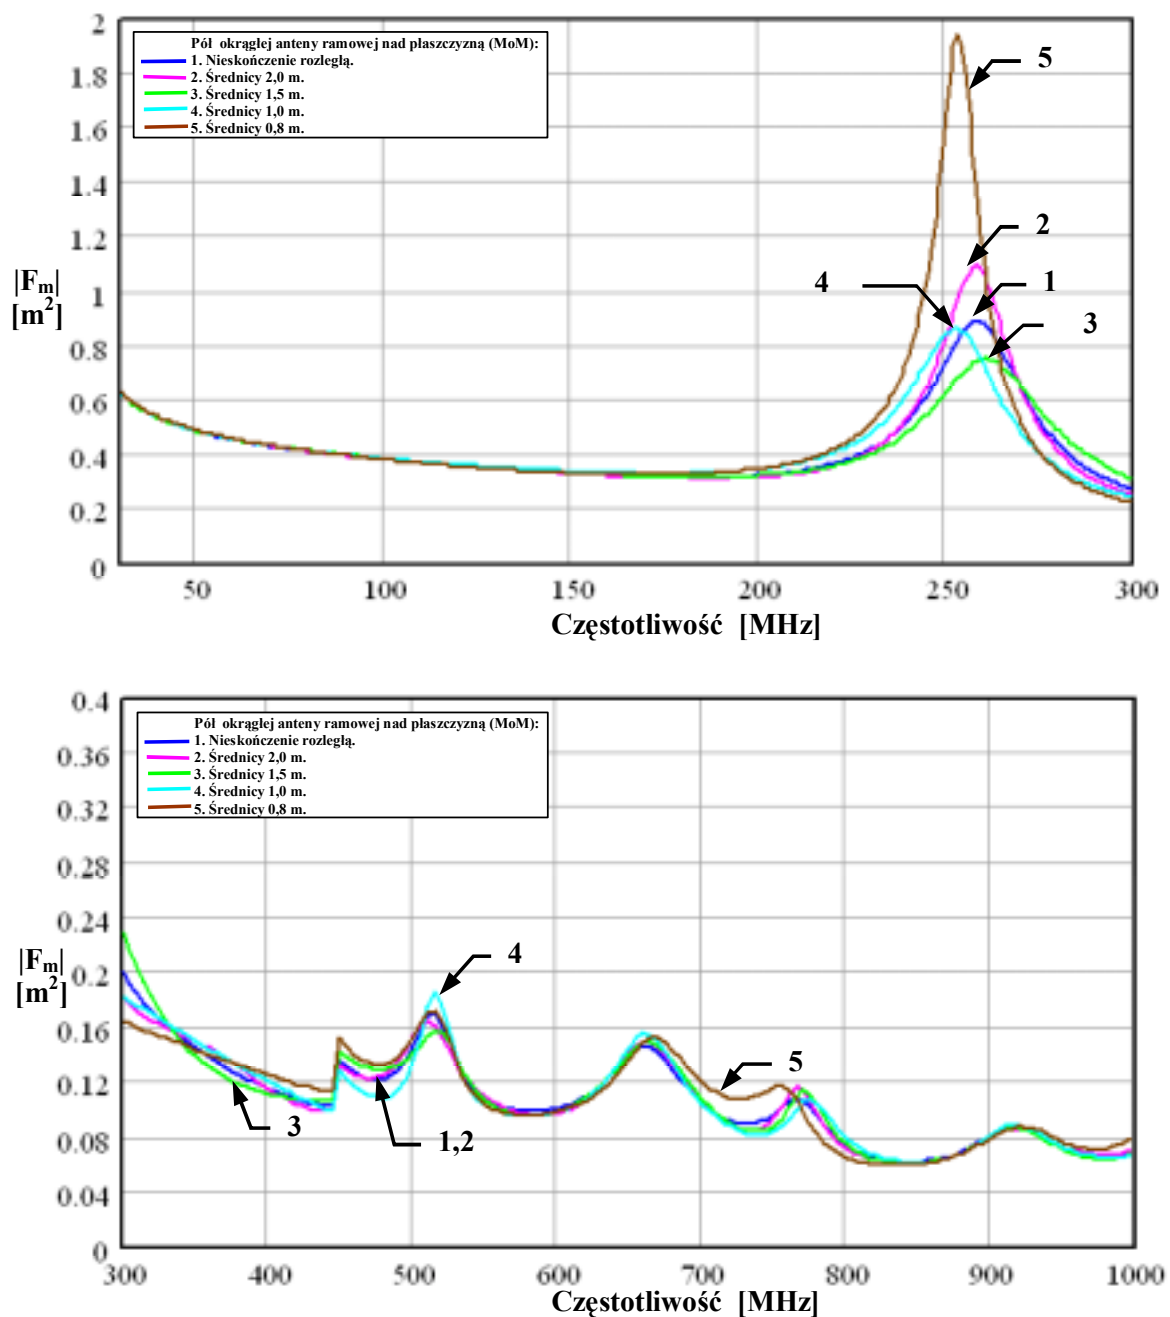 2
1.8
1.6
1.4
1.2
1
0.8
0.6
0.4
0.2
0
|Fm|
[m²]
Pół okrągłej anteny ramowej nad płaszczyzną (MoM):
1. Nieskończenie rozległą.
2. Średnicy 2,0 m.
3. Średnicy 1,5 m.
4. Średnicy 1,0 m.
5. Średnicy 0,8 m.
5
2
4
1
3
50 100 150 200 250 300
Częstotliwość [MHz]
0.4
0.36
0.32
0.28
0.24
0.2
0.16
0.12
0.08
0.04
0
|Fm|
[m²]
Pół okrągłej anteny ramowej nad płaszczyzną (MoM):
1. Nieskończenie rozległą.
2. Średnicy 2,0 m.
3. Średnicy 1,5 m.
4. Średnicy 1,0 m.
5. Średnicy 0,8 m.
4
5
3
1,2
300 400 500 600 700 800 900 1000
Częstotliwość [MHz]